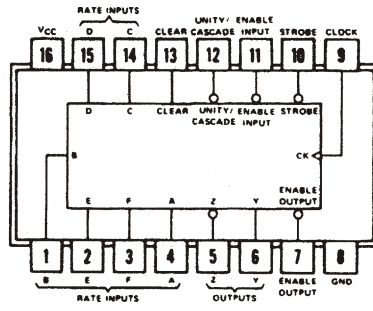 RATE INPUTS
UNITY/ ENABLE
VCC D C CLEAR CASCADE INPUT STROBE CLOCK
16 15 14 13 12 11 10 9
D C CLEAR UNITY/ ENABLE STROBE
CASCADE INPUT
B CK
ENABLE
E F A Z Y OUTPUT
1 2 3 4 5 6 7 8
B E F A Z Y ENABLE GND
RATE INPUTS OUTPUTS OUTPUT